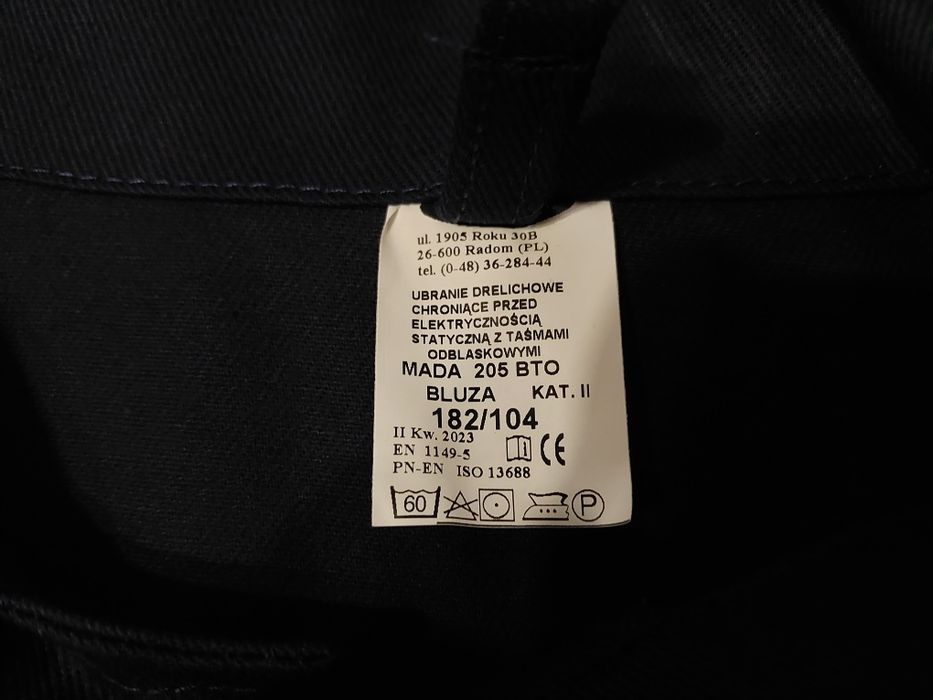 ul. 1905 Roku 30B
26-600 Radom (PL)
tel. (0-48) 36-284-44
UBRANIE DRELICHOWE
CHRONIĄCE PRZED
ELEKTRYCZNOŚCIĄ
STATYCZNĄ Z TAŚMAMI
ODBLASKOWYMI
MADA 205 BTO
BLUZA KAT. II
182/104
II Kw. 2023
EN 1149-5
PN-EN ISO 13688
i CE
60 P